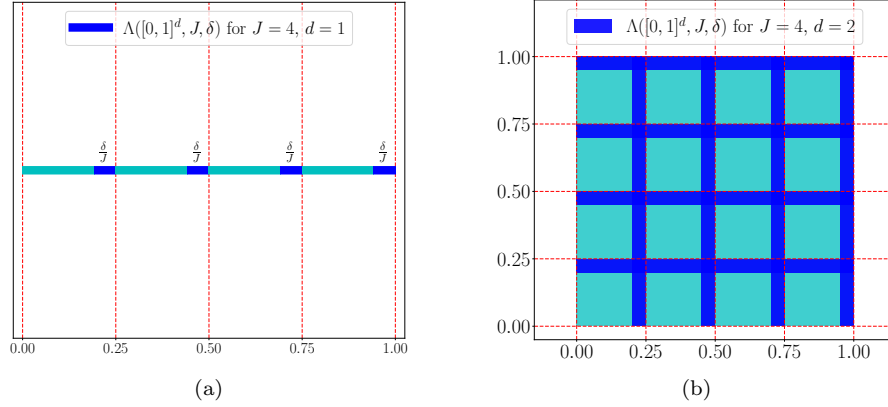 Λ([0, 1]^d, J, δ) for J = 4, d = 1
δ/J δ/J δ/J δ/J
0.00 0.25 0.50 0.75 1.00
(a)
Λ([0, 1]^d, J, δ) for J = 4, d = 2
1.00
0.75
0.50
0.25
0.00
0.00 0.25 0.50 0.75 1.00
(b)